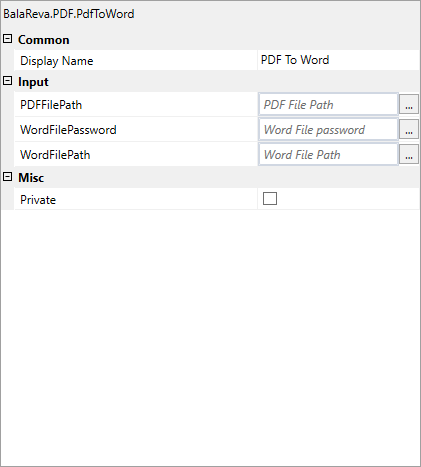 BalaReva.PDF.PdfToWord
Common
Display Name PDF To Word
Input
PDFFilePath PDF File Path ...
WordFilePassword Word File password ...
WordFilePath Word File Path ...
Misc
Private